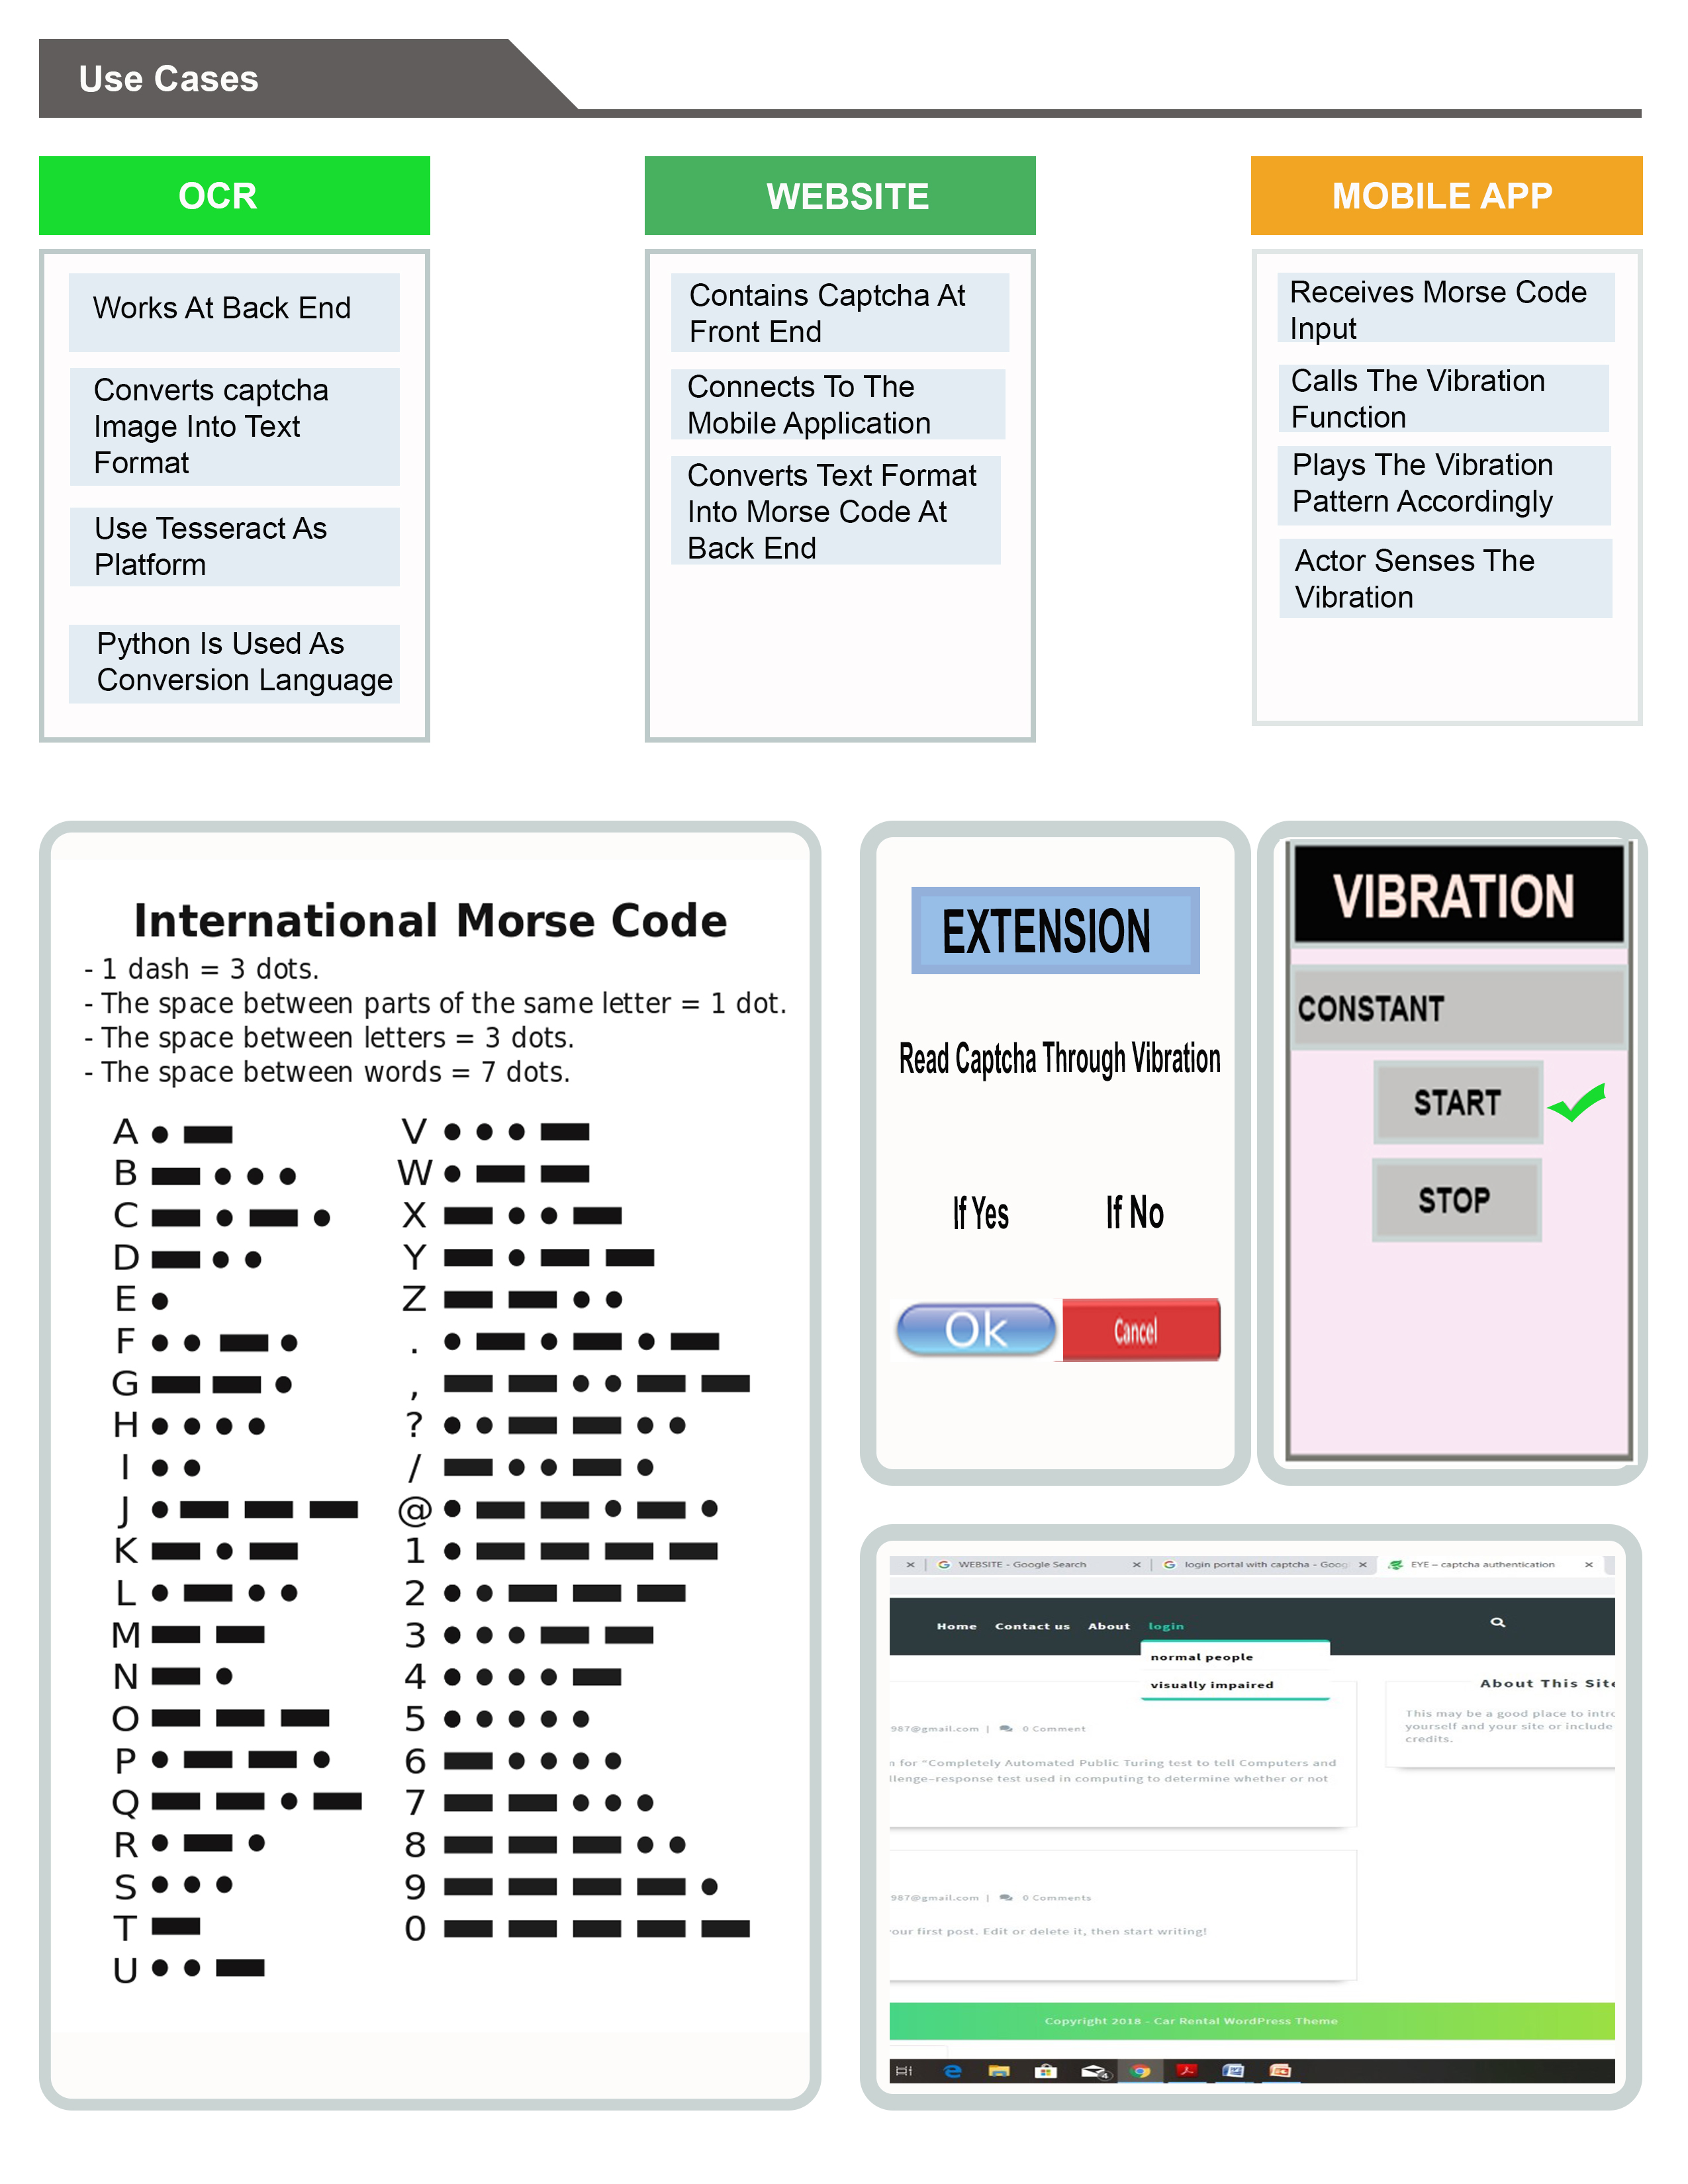 Use Cases
OCR
Works At Back End
Converts captcha
Image Into Text
Format
Use Tesseract As
Platform
Python Is Used As
Conversion Language
WEBSITE
Contains Captcha At
Front End
Connects To The
Mobile Application
Converts Text Format
Into Morse Code At
Back End
MOBILE APP
Receives Morse Code
Input
Calls The Vibration
Function
Plays The Vibration
Pattern Accordingly
Actor Senses The
Vibration
International Morse Code
- 1 dash = 3 dots.
- The space between parts of the same letter = 1 dot.
- The space between letters = 3 dots.
- The space between words = 7 dots.
A
B
C
D
E
F
G
H
I
J
K
L
M
N
O
P
Q
R
S
T
U
V
W
X
Y
Z
.
,
?
/
@
1
2
3
4
5
6
7
8
9
0
EXTENSION
Read Captcha Through Vibration
If Yes If No
Ok Cancel
VIBRATION
CONSTANT
START
STOP
WEBSITE - Google Search login portal with captcha - Goog EYE – captcha authentication
Home Contact us About login
normal people
visually impaired
987@gmail.com | 0 Comment
n for "Completely Automated Public Turing test to tell Computers and
llenge–response test used in computing to determine whether or not
About This Site
This may be a good place to intro
yourself and your site or include
credits.
987@gmail.com | 0 Comments
our first post. Edit or delete it, then start writing!
Copyright 2018 - Car Rental WordPress Theme
4